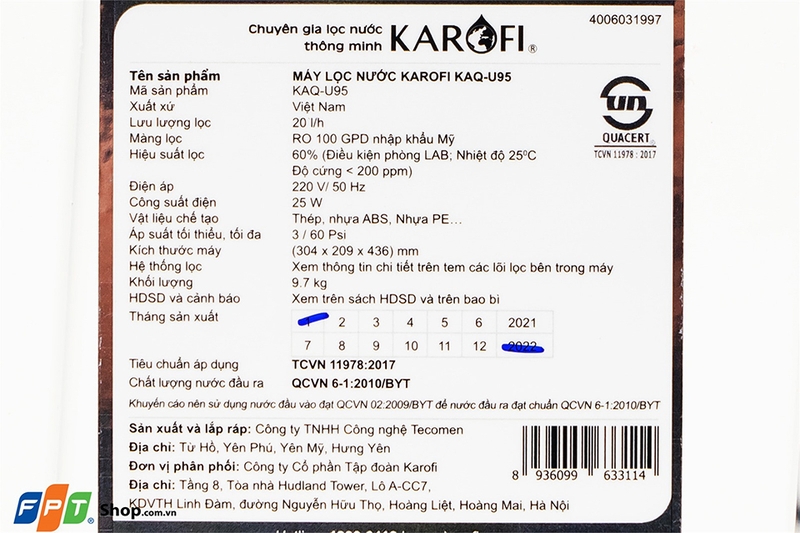 Chuyên gia lọc nước
thông minh KAROFI®
4006031997
Tên sản phẩm MÁY LỌC NƯỚC KAROFI KAQ-U95
Mã sản phẩm KAQ-U95
Xuất xứ Việt Nam
Lưu lượng lọc 20 l/h
Màng lọc RO 100 GPD nhập khẩu Mỹ
Hiệu suất lọc 60% (Điều kiện phòng LAB; Nhiệt độ 25⁰C
Độ cứng < 200 ppm)
un
QUACERT
TCVN 11978 : 2017
Điện áp 220 V/ 50 Hz
Công suất điện 25 W
Vật liệu chế tạo Thép, nhựa ABS, Nhựa PE...
Áp suất tối thiểu, tối đa 3 / 60 Psi
Kích thước máy (304 x 209 x 436) mm
Hệ thống lọc Xem thông tin chi tiết trên tem các lõi lọc bên trong máy
Khối lượng 9.7 kg
HDSD và cảnh báo Xem trên sách HDSD và trên bao bì
Tháng sản xuất 1 2 3 4 5 6 2021
7 8 9 10 11 12 2022
Tiêu chuẩn áp dụng TCVN 11978:2017
Chất lượng nước đầu ra QCVN 6-1:2010/BYT
Khuyến cáo nên sử dụng nước đầu vào đạt QCVN 02:2009/BYT để nước đầu ra đạt chuẩn QCVN 6-1:2010/BYT
Sản xuất và lắp ráp: Công ty TNHH Công nghệ Tecomen
Địa chỉ: Từ Hồ, Yên Phú, Yên Mỹ, Hưng Yên
Đơn vị phân phối: Công ty Cổ phần Tập đoàn Karofi
Địa chỉ: Tầng 8, Tòa nhà Hudland Tower, Lô A-CC7,
KDVTH Linh Đàm, đường Nguyễn Hữu Thọ, Hoàng Liệt, Hoàng Mai, Hà Nội
8 936099 633114
FPT® Shop.com.vn